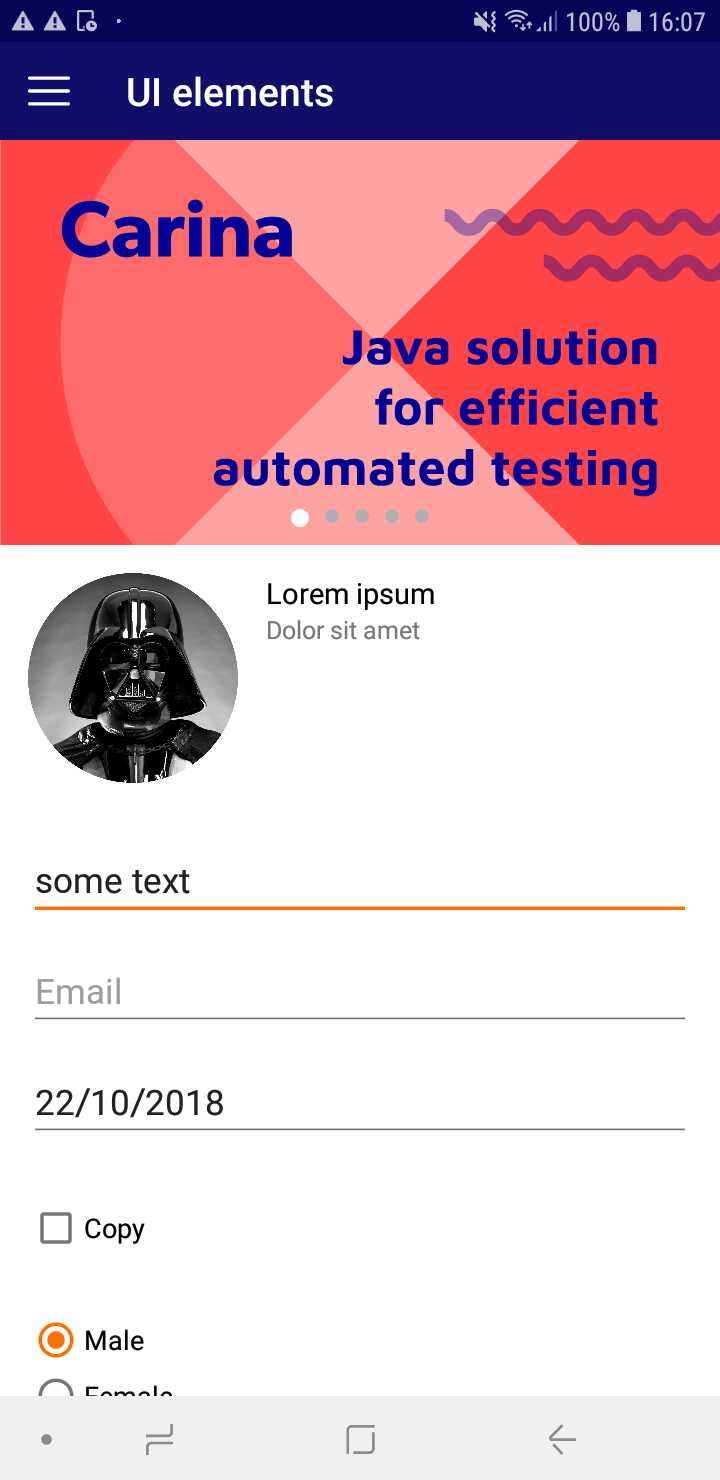 100% 16:07
UI elements
Carina
Java solution
for efficient
automated testing
Lorem ipsum
Dolor sit amet
some text
Email
22/10/2018
Copy
Male
Female